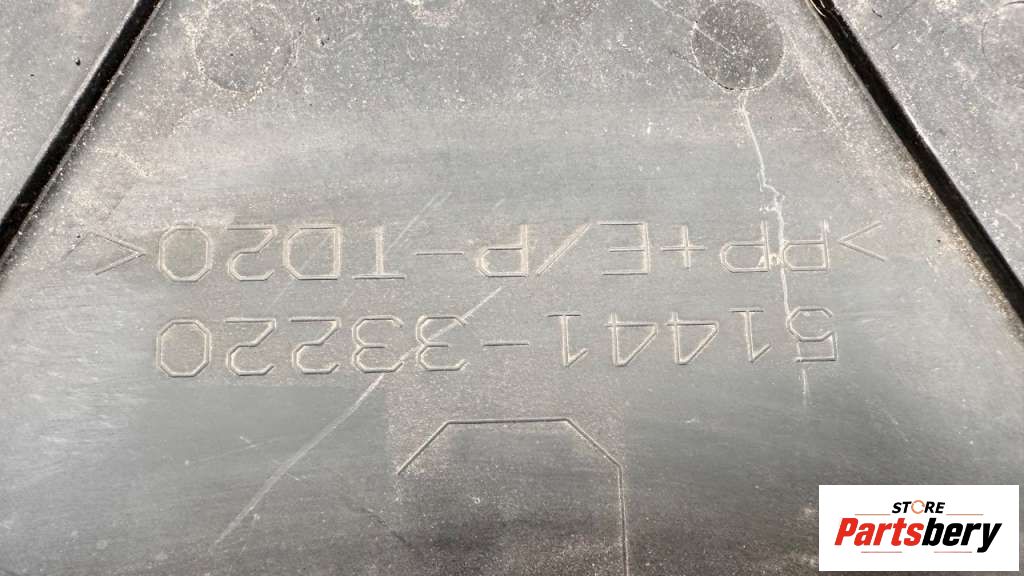 51441-33220
>PP+E/P-TD20<
STORE
Partsbery